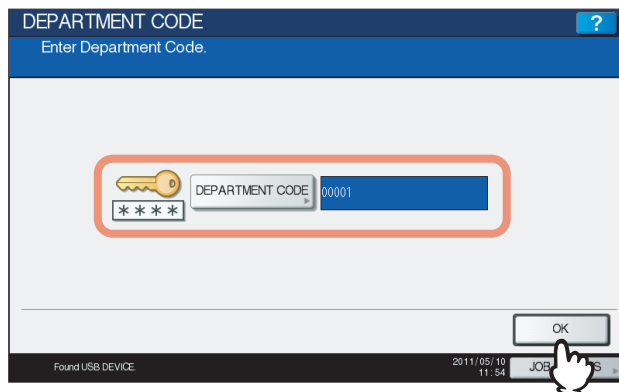 DEPARTMENT CODE
?
Enter Department Code.
DEPARTMENT CODE
00001
****
OK
Found USB DEVICE.
2011/05/10
11:54
JOB